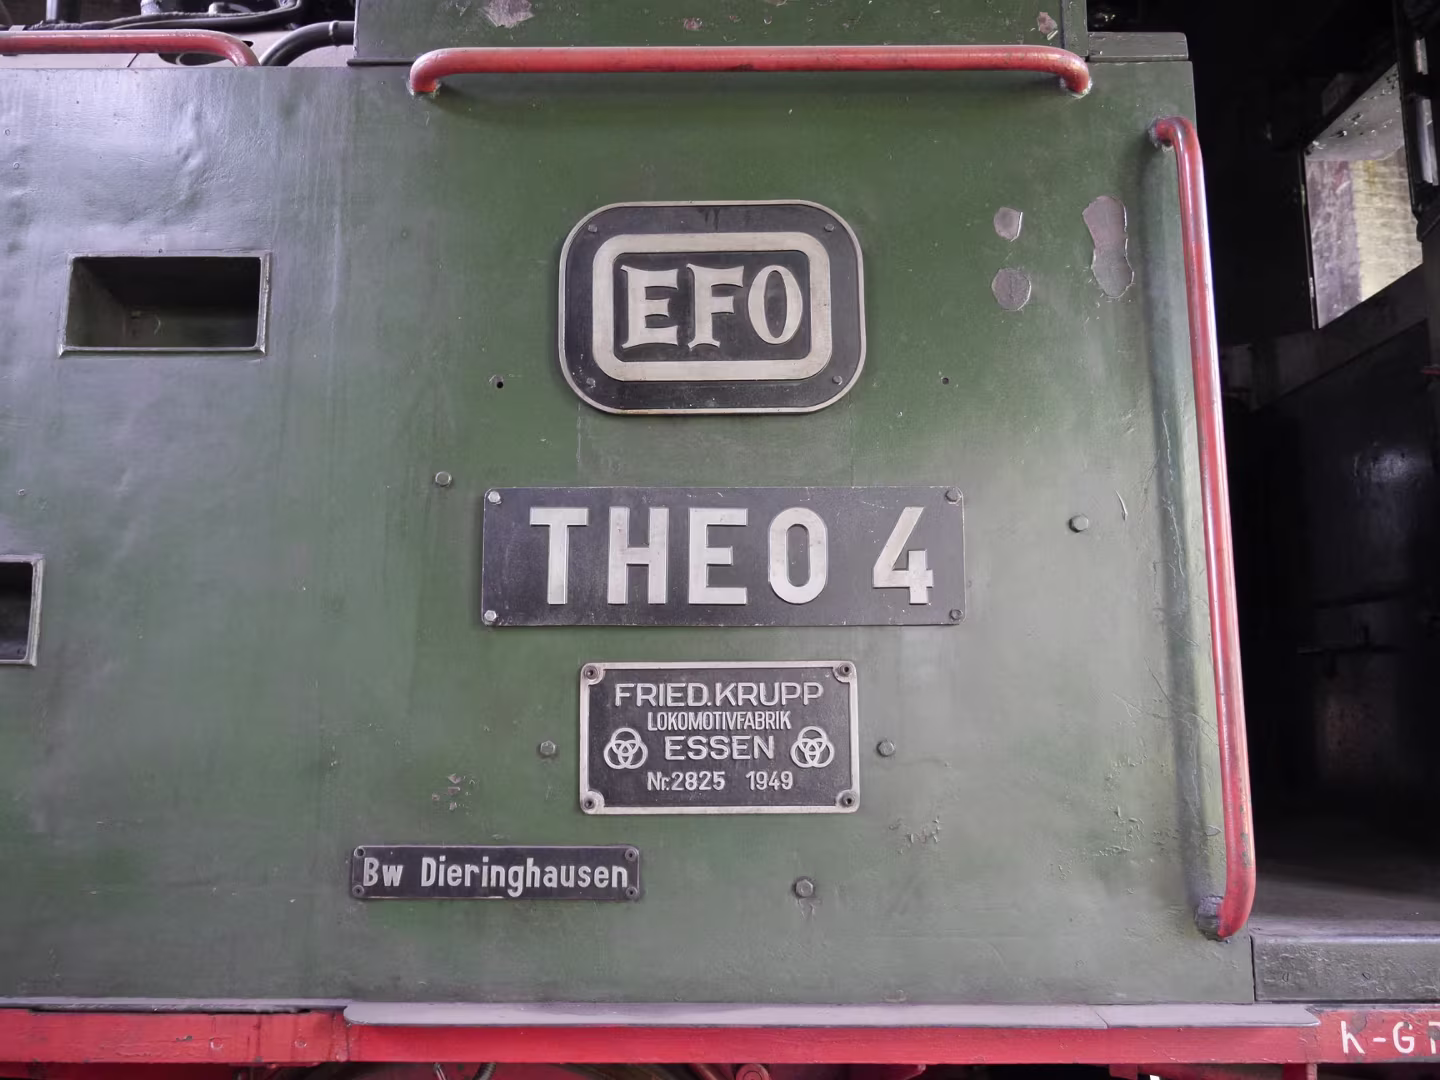 EFO
THEO 4
FRIED.KRUPP
LOKOMOTIVFABRIK
ESSEN
Nr.2825 1949
Bw Dieringhausen
K-G